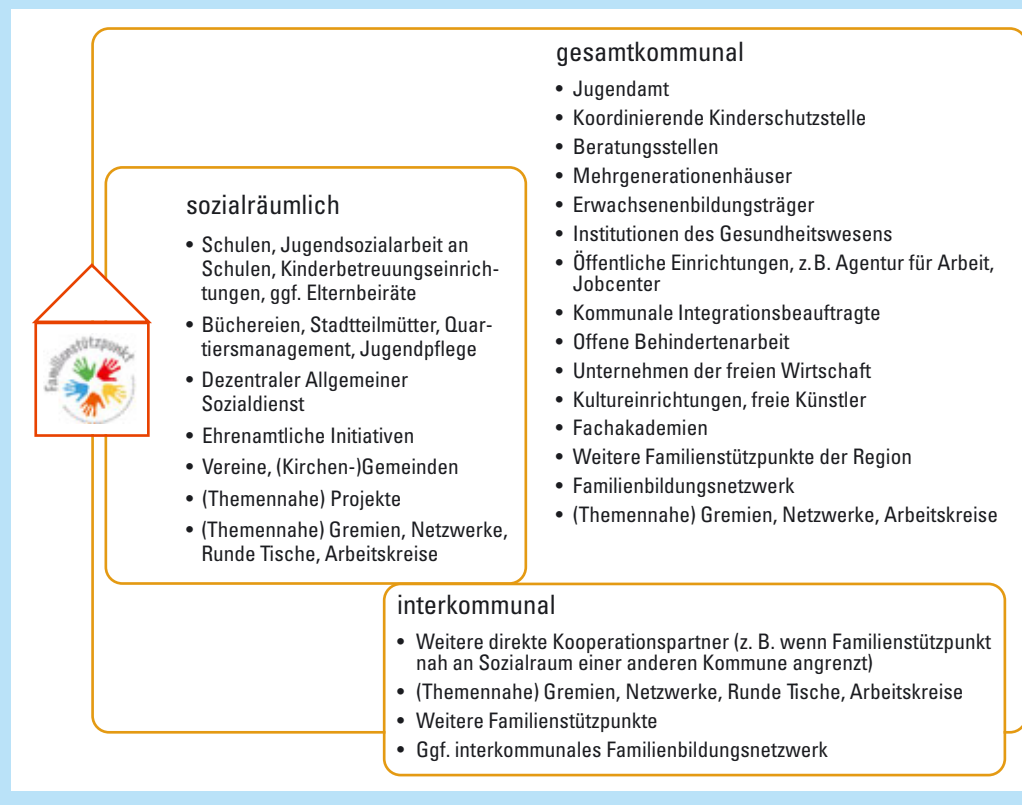 gesamtkommunal
• Jugendamt
• Koordinierende Kinderschutzstelle
• Beratungsstellen
• Mehrgenerationenhäuser
• Erwachsenenbildungsträger
• Institutionen des Gesundheitswesens
• Öffentliche Einrichtungen, z. B. Agentur für Arbeit,
Jobcenter
• Kommunale Integrationsbeauftragte
• Offene Behindertenarbeit
• Unternehmen der freien Wirtschaft
• Kultureinrichtungen, freie Künstler
• Fachakademien
• Weitere Familienstützpunkte der Region
• Familienbildungsnetzwerk
• (Themennahe) Gremien, Netzwerke, Arbeitskreise
sozialräumlich
• Schulen, Jugendsozialarbeit an
Schulen, Kinderbetreuungseinrich-
tungen, ggf. Elternbeiräte
• Büchereien, Stadtteilmütter, Quar-
tiersmanagement, Jugendpflege
• Dezentraler Allgemeiner
Sozialdienst
• Ehrenamtliche Initiativen
• Vereine, (Kirchen-)Gemeinden
• (Themennahe) Projekte
• (Themennahe) Gremien, Netzwerke,
Runde Tische, Arbeitskreise
Familienstützpunkt
interkommunal
• Weitere direkte Kooperationspartner (z. B. wenn Familienstützpunkt
nah an Sozialraum einer anderen Kommune angrenzt)
• (Themennahe) Gremien, Netzwerke, Runde Tische, Arbeitskreise
• Weitere Familienstützpunkte
• Ggf. interkommunales Familienbildungsnetzwerk